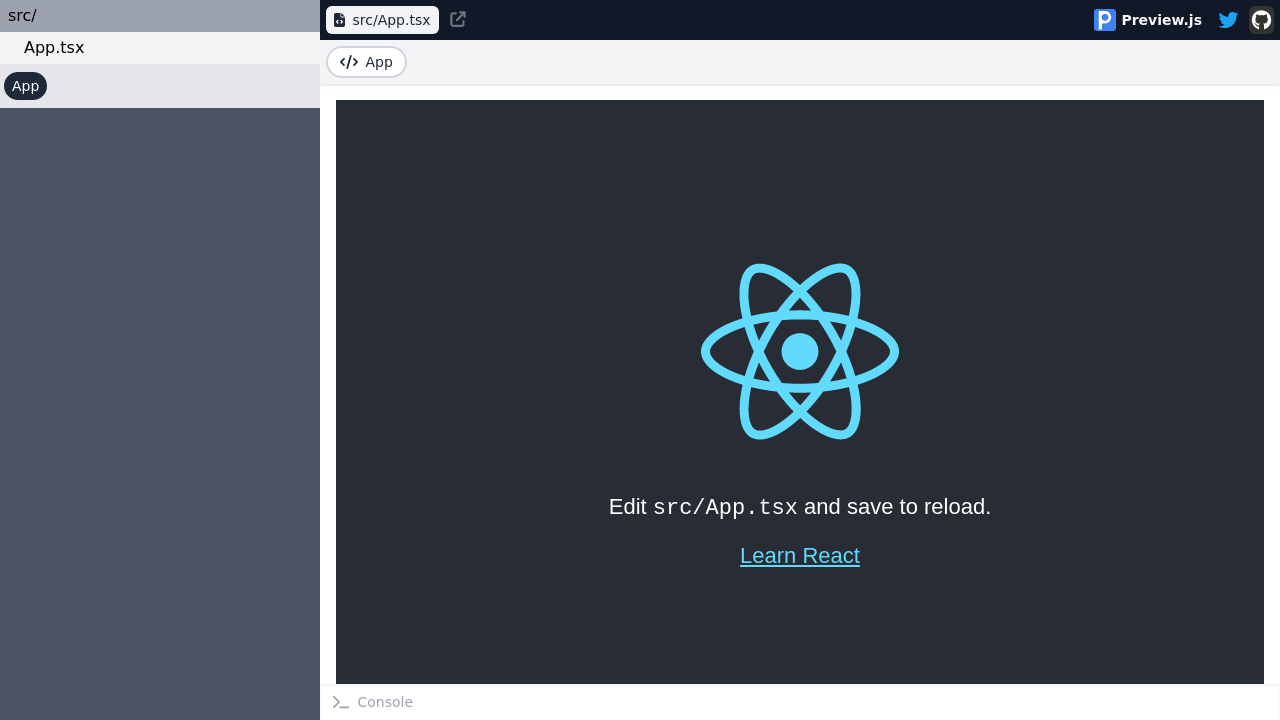 src/
App.tsx
App
src/App.tsx
Preview.js
App
Edit src/App.tsx and save to reload.
Learn React
Console